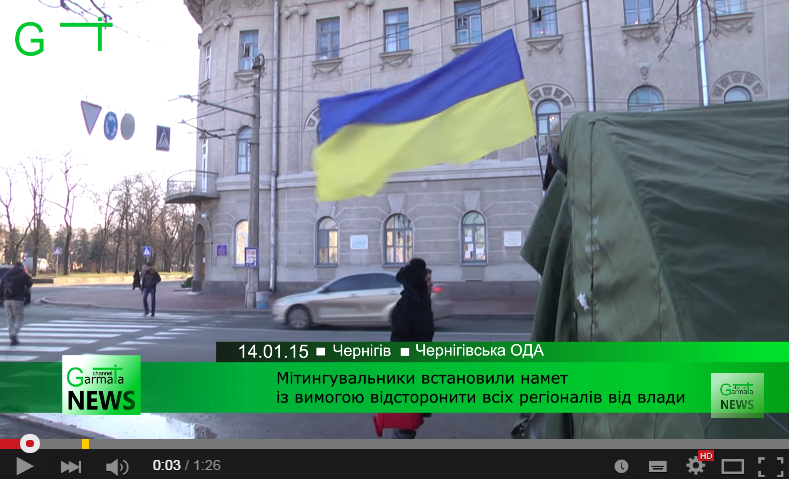 G T
14.01.15 ■ Чернігів ■ Чернігівська ОДА
Мітингувальники встановили намет
із вимогою відсторонити всіх регіоналів від влади
channel
Garmata
NEWS
Garmata
NEWS
HD
0:03 / 1:26